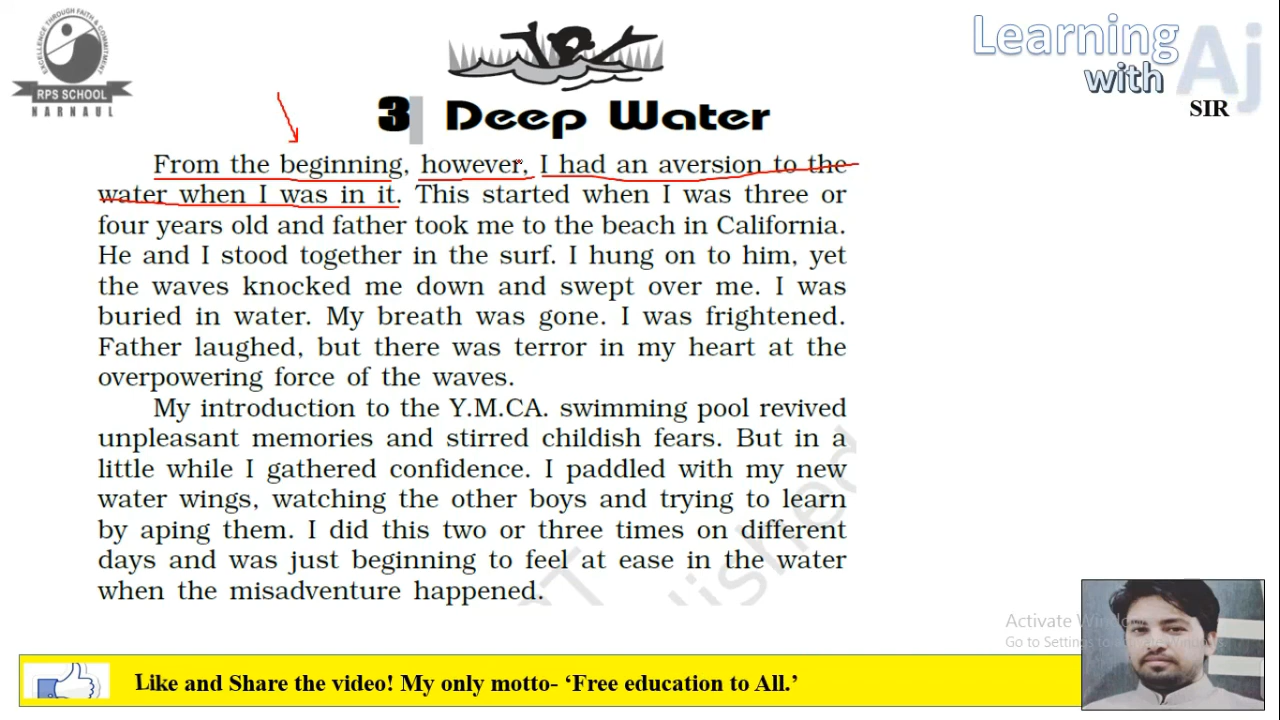 EXCELLENCE THROUGH FAITH & COMMITMENT
RPS SCHOOL
NARNAUL
Learning
with
Aj
SIR
3 Deep Water
From the beginning, however, I had an aversion to the
water when I was in it. This started when I was three or
four years old and father took me to the beach in California.
He and I stood together in the surf. I hung on to him, yet
the waves knocked me down and swept over me. I was
buried in water. My breath was gone. I was frightened.
Father laughed, but there was terror in my heart at the
overpowering force of the waves.
My introduction to the Y.M.CA. swimming pool revived
unpleasant memories and stirred childish fears. But in a
little while I gathered confidence. I paddled with my new
water wings, watching the other boys and trying to learn
by aping them. I did this two or three times on different
days and was just beginning to feel at ease in the water
when the misadventure happened.
Activate Windows
Go to Settings to activate Windows.
Like and Share the video! My only motto- ‘Free education to All.’